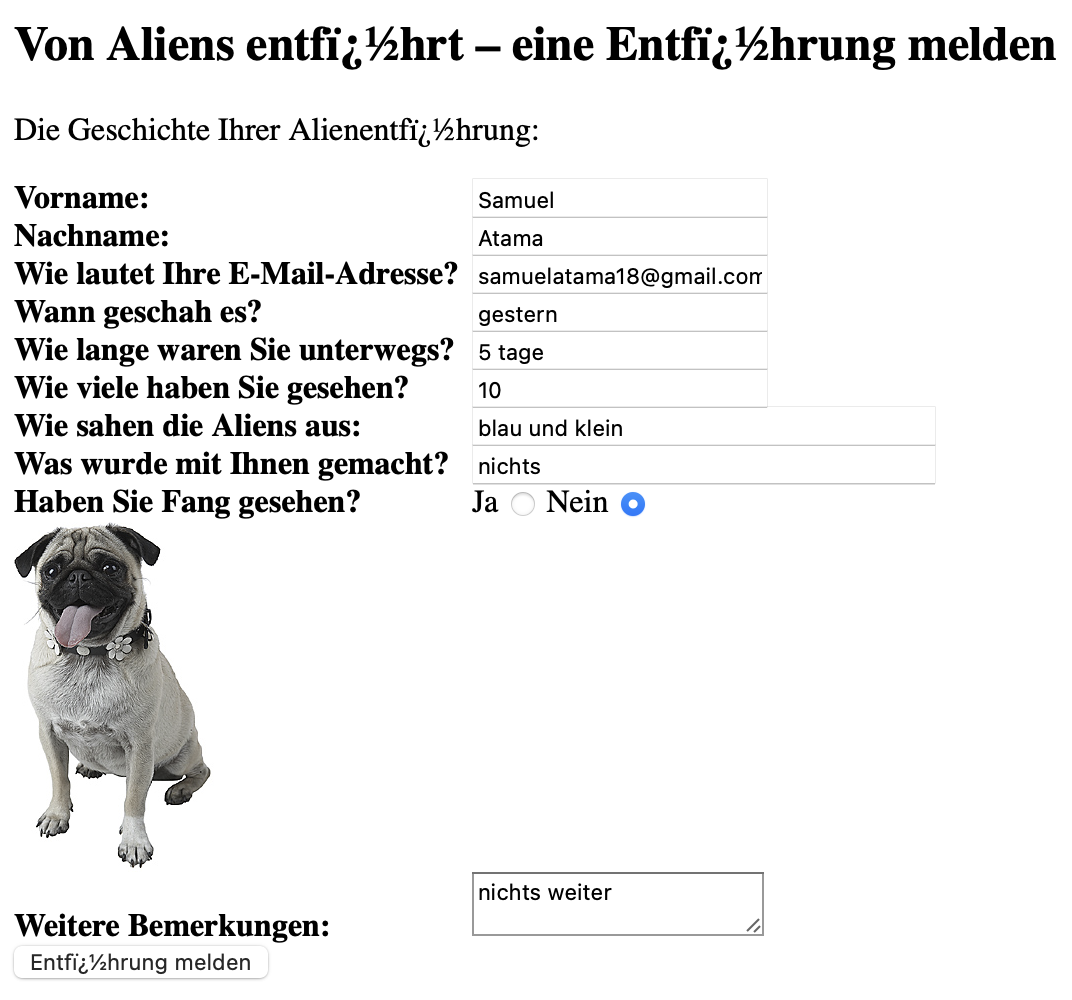 Von Aliens entfï¿½hrt – eine Entfï¿½hrung melden
Die Geschichte Ihrer Alienentfï¿½hrung:
Vorname: Samuel
Nachname: Atama
Wie lautet Ihre E-Mail-Adresse? samuelatama18@gmail.com
Wann geschah es? gestern
Wie lange waren Sie unterwegs? 5 tage
Wie viele haben Sie gesehen? 10
Wie sahen die Aliens aus: blau und klein
Was wurde mit Ihnen gemacht? nichts
Haben Sie Fang gesehen? Ja Nein
nichts weiter
Weitere Bemerkungen:
Entfï¿½hrung melden